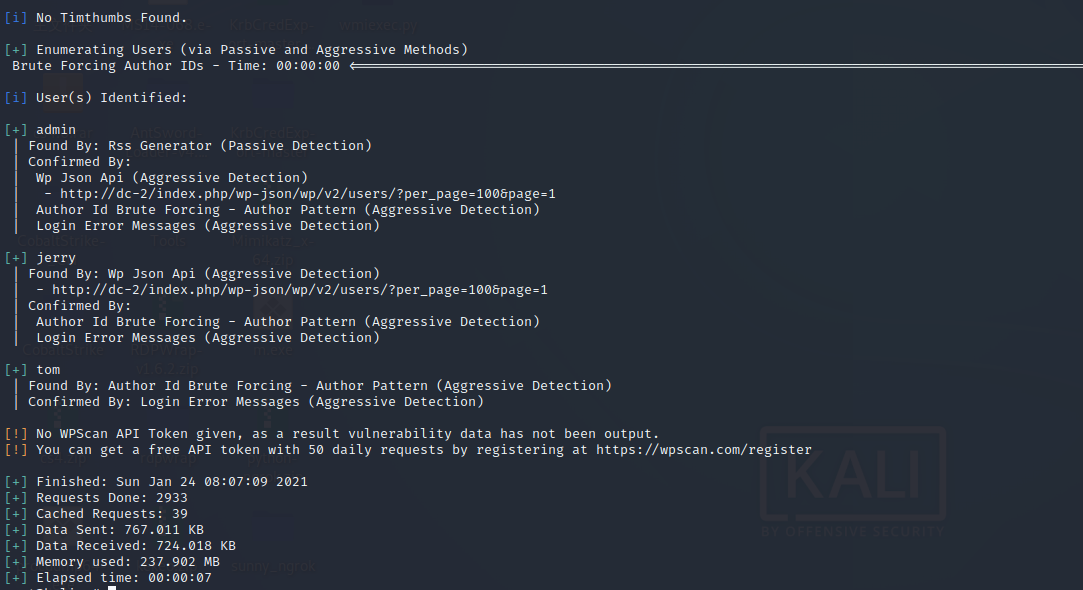 [i] No Timthumbs Found.
[+] Enumerating Users (via Passive and Aggressive Methods)
Brute Forcing Author IDs - Time: 00:00:00 <==============================
[i] User(s) Identified:
[+] admin
| Found By: Rss Generator (Passive Detection)
| Confirmed By:
|  Wp Json Api (Aggressive Detection)
|   - http://dc-2/index.php/wp-json/wp/v2/users/?per_page=100&page=1
|  Author Id Brute Forcing - Author Pattern (Aggressive Detection)
|  Login Error Messages (Aggressive Detection)
[+] jerry
| Found By: Wp Json Api (Aggressive Detection)
|  - http://dc-2/index.php/wp-json/wp/v2/users/?per_page=100&page=1
| Confirmed By:
|  Author Id Brute Forcing - Author Pattern (Aggressive Detection)
|  Login Error Messages (Aggressive Detection)
[+] tom
| Found By: Author Id Brute Forcing - Author Pattern (Aggressive Detection)
| Confirmed By: Login Error Messages (Aggressive Detection)
[!] No WPScan API Token given, as a result vulnerability data has not been output.
[!] You can get a free API token with 50 daily requests by registering at https://wpscan.com/register
[+] Finished: Sun Jan 24 08:07:09 2021
[+] Requests Done: 2933
[+] Cached Requests: 39
[+] Data Sent: 767.011 KB
[+] Data Received: 724.018 KB
[+] Memory used: 237.902 MB
[+] Elapsed time: 00:00:07
KALI
BY OFFENSIVE SECURITY